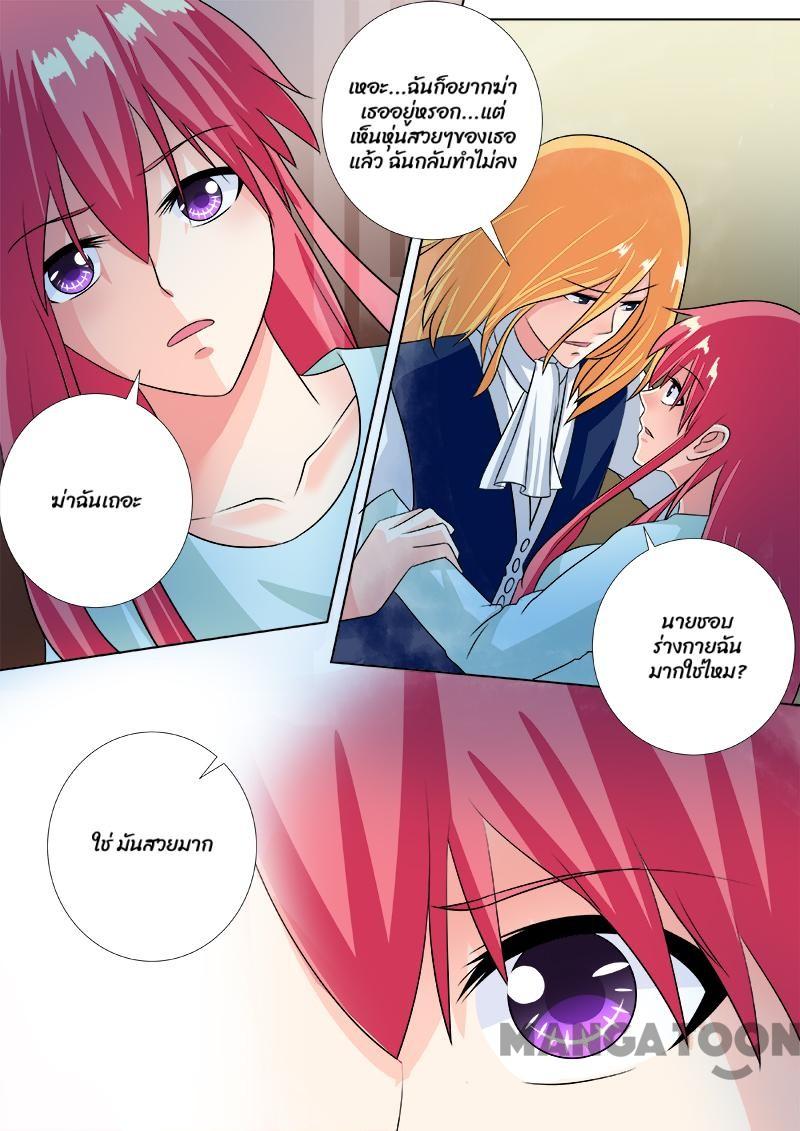 ฆ่าฉันเถอะ
เหอะ...ฉันก็อยากฆ่า
เธออยู่หรอก...แต่
เห็นหุ่นสวยๆของเธอ
แล้ว ฉันกลับทำไม่ลง
นายชอบ
ร่างกายฉัน
มากใช่ไหม?
ใช่ มันสวยมาก
MANGATOON